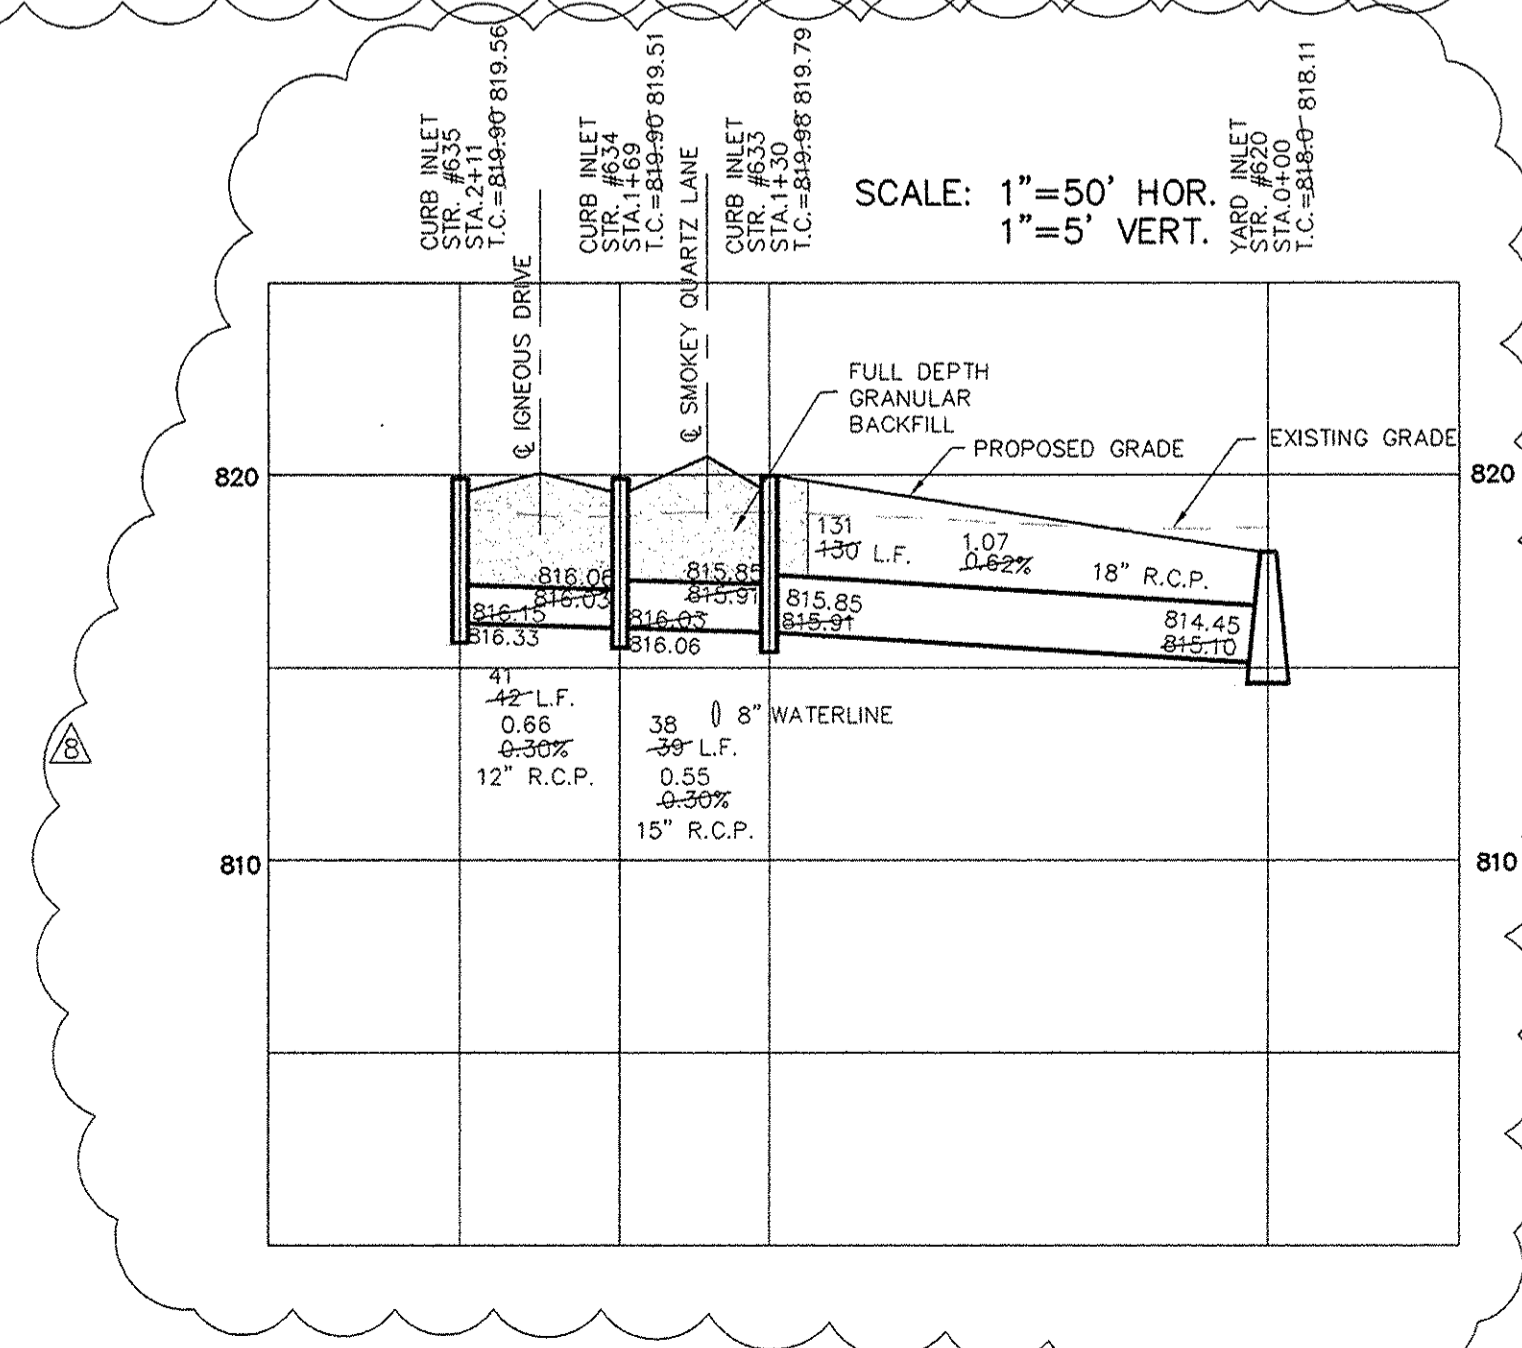 CURB INLET
STR. #635
STA.2+11
T.C.=819.90 819.56
℄ IGNEOUS DRIVE
CURB INLET
STR. #634
STA.1+69
T.C.=819.90 819.51
℄ SMOKEY QUARTZ LANE
CURB INLET
STR. #633
STA.1+30
T.C.=819.98 819.79
SCALE: 1"=50' HOR.
1"=5' VERT.
YARD INLET
STR. #620
STA.0+00
T.C.=818.0 818.11
FULL DEPTH
GRANULAR
BACKFILL
PROPOSED GRADE
EXISTING GRADE
820
820
131
130 L.F.
1.07
0.62%
18" R.C.P.
816.06
816.03
816.15
816.33
815.85
815.91
816.03
816.06
815.85
815.91
814.45
815.10
41
42 L.F.
0.66
0.30%
12" R.C.P.
38
39 L.F.
0.55
0.30%
15" R.C.P.
8" WATERLINE
8
810
810